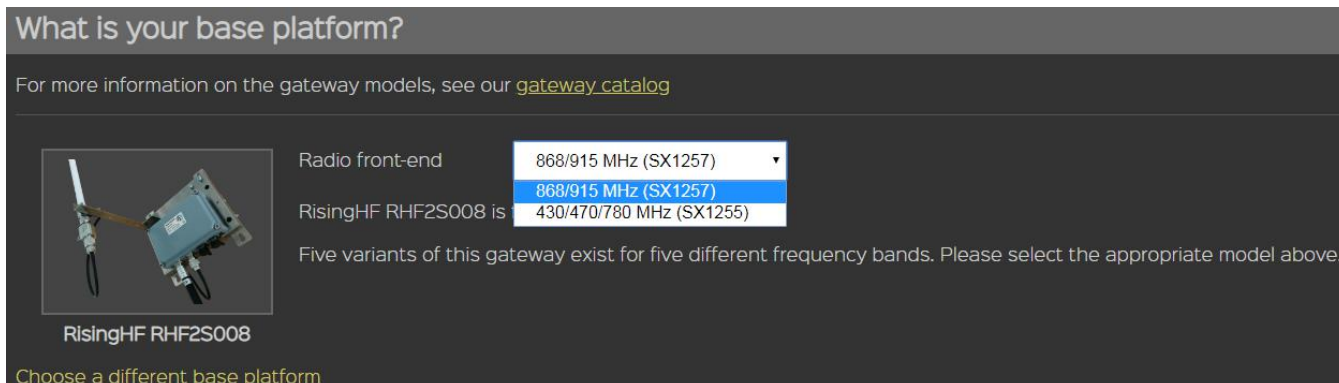 What is your base platform?
For more information on the gateway models, see our gateway catalog
Radio front-end
868/915 MHz (SX1257)
868/915 MHz (SX1257)
430/470/780 MHz (SX1255)
RisingHF RHF2S008 is
Five variants of this gateway exist for five different frequency bands. Please select the appropriate model above.
RisingHF RHF2S008
Choose a different base platform